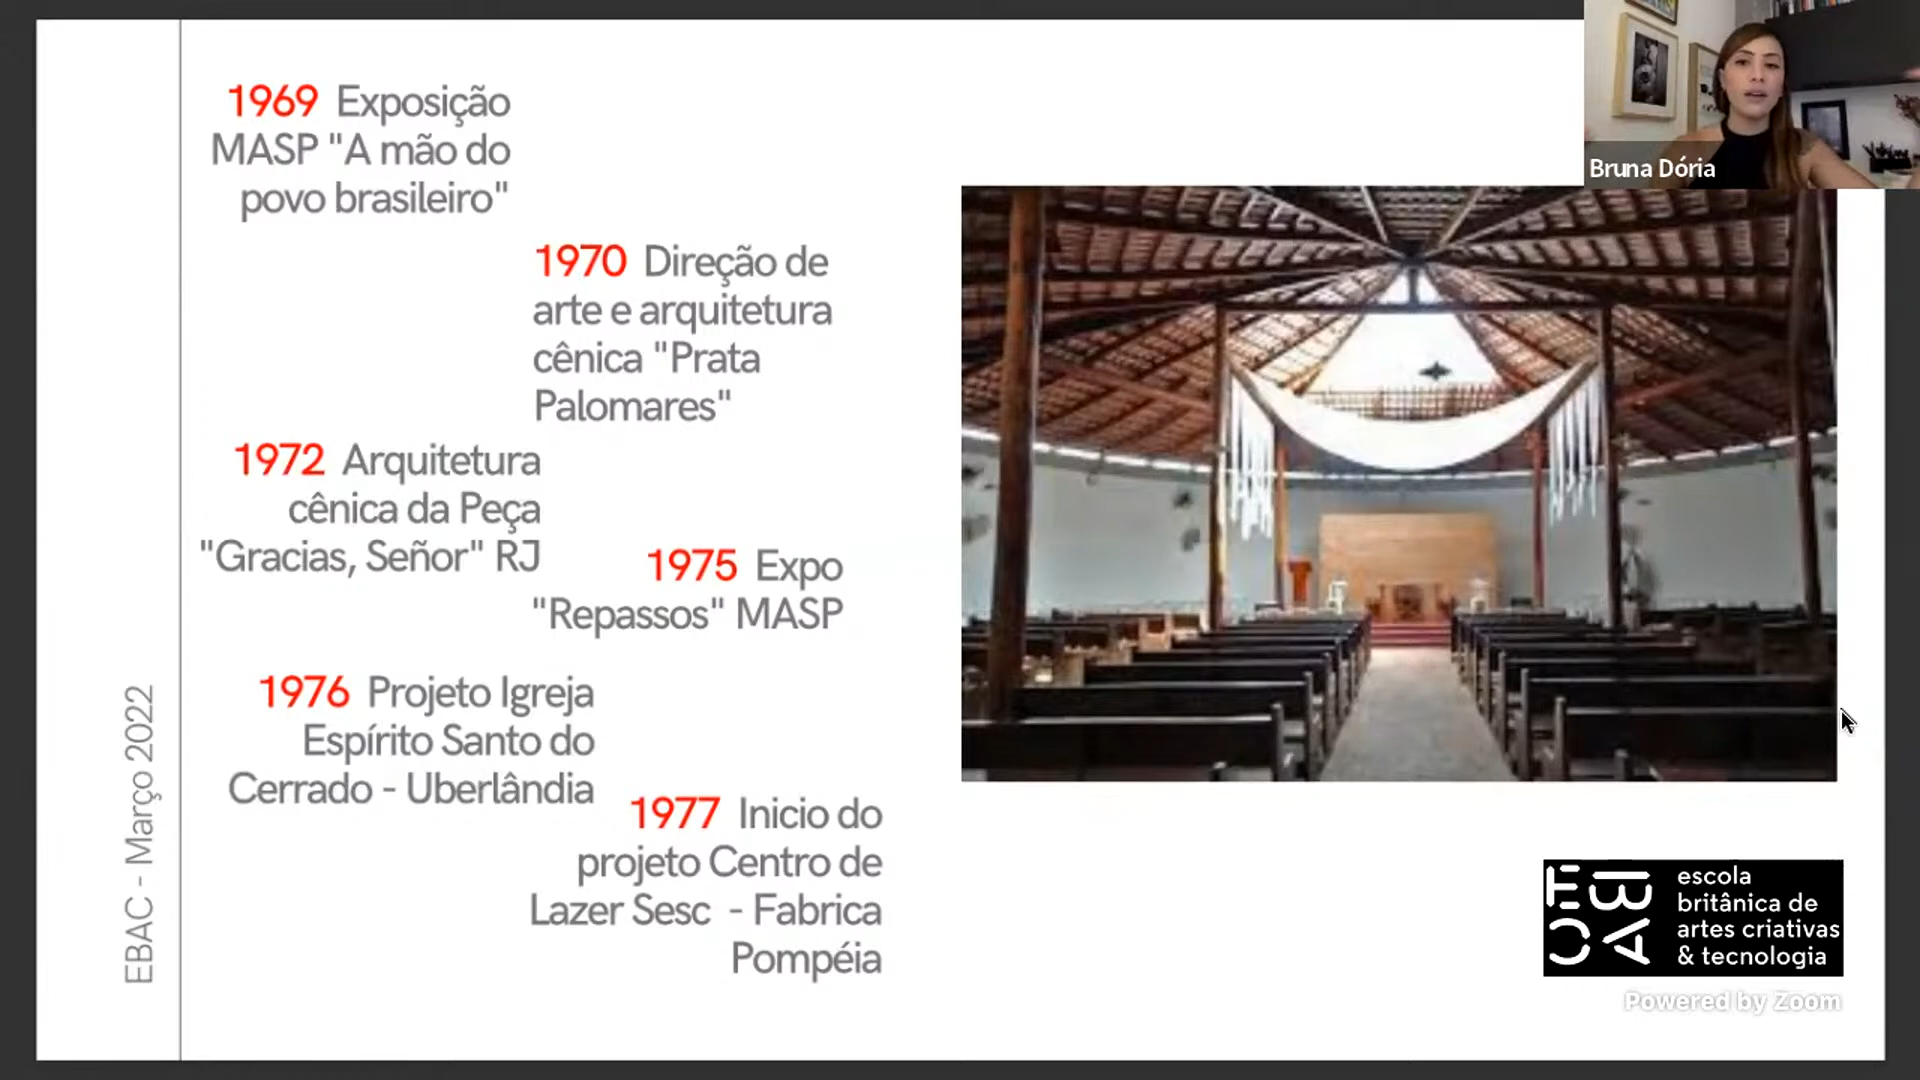 1969 Exposição
MASP "A mão do
povo brasileiro"
1970 Direção de
arte e arquitetura
cênica "Prata
Palomares"
1972 Arquitetura
cênica da Peça
"Gracias, Señor" RJ
1975 Expo
"Repassos" MASP
1976 Projeto Igreja
Espírito Santo do
Cerrado - Uberlândia
1977 Inicio do
projeto Centro de
Lazer Sesc - Fabrica
Pompéia
EBAC - Março 2022
Bruna Dória
EBAC
escola
britânica de
artes criativas
& tecnologia
Powered by Zoom